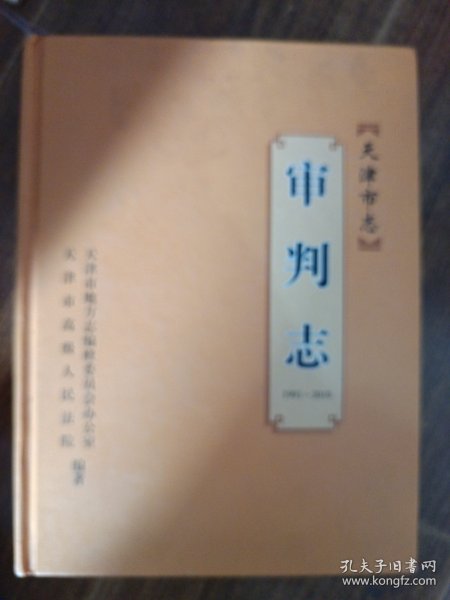 【天津市志】
审判志
天津市地方志编修委员会办公室
天津市高级人民法院
编著
孔夫子旧书网
www.kongfz.com